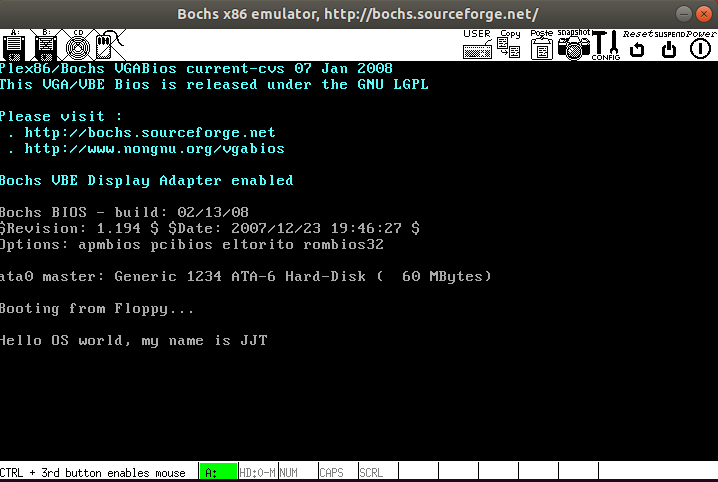 Bochs x86 emulator, http://bochs.sourceforge.net/
A: B: CD USER Copy Paste snapshot CONFIG Reset SUSPEND Power
Plex86/Bochs VGABios current-cvs 07 Jan 2008
This VGA/VBE Bios is released under the GNU LGPL
Please visit :
. http://bochs.sourceforge.net
. http://www.nongnu.org/vgabios
Bochs VBE Display Adapter enabled
Bochs BIOS - build: 02/13/08
$Revision: 1.194 $ $Date: 2007/12/23 19:46:27 $
Options: apmbios pcibios eltorito rombios32
ata0 master: Generic 1234 ATA-6 Hard-Disk (  60 MBytes)
Booting from Floppy...
Hello OS world, my name is JJT
CTRL + 3rd button enables mouse A: HD:0-M NUM CAPS SCRL